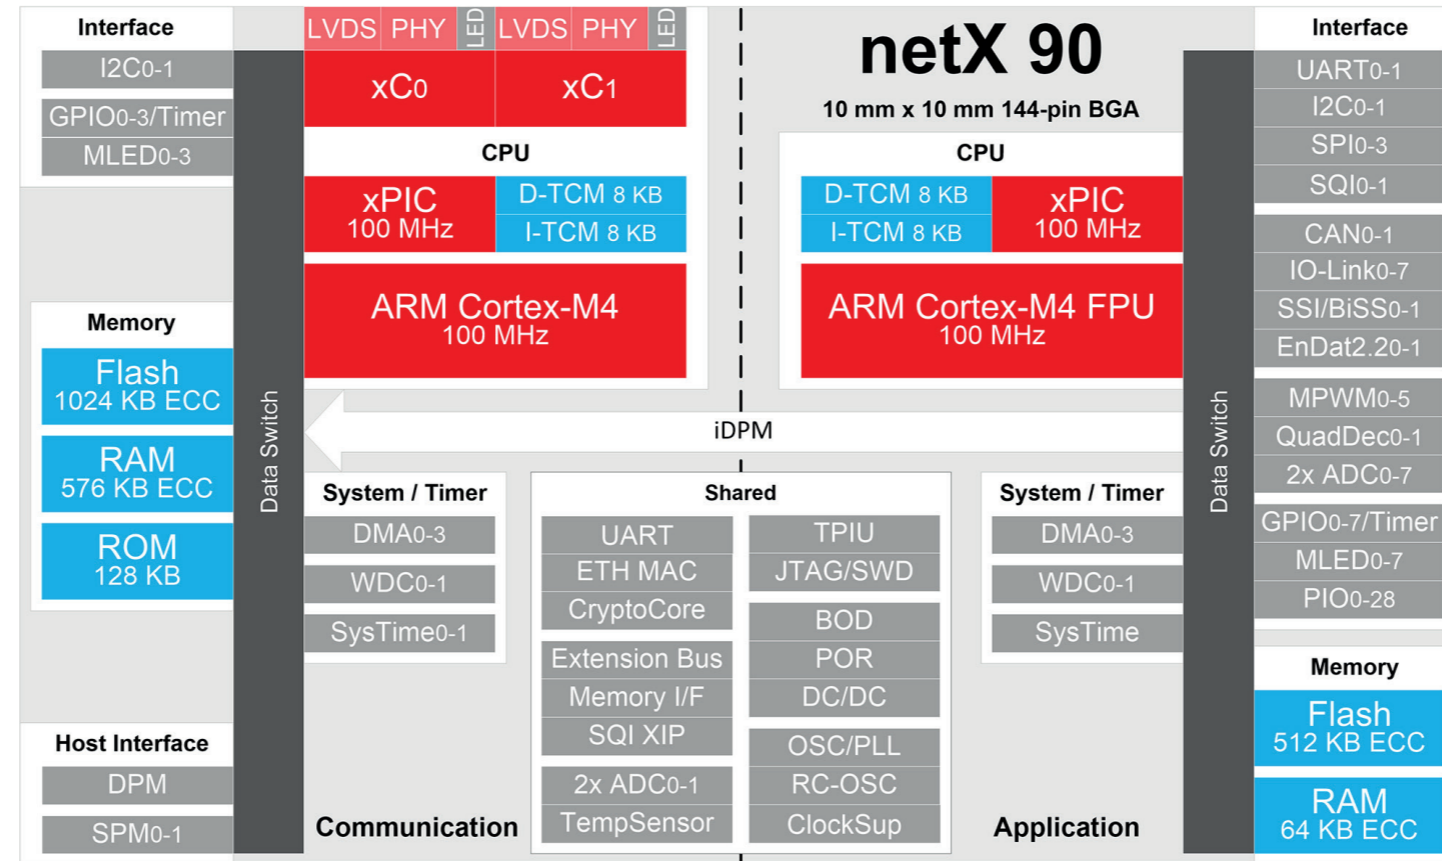 Interface
I2C0-1
GPIO0-3/Timer
MLED0-3
Memory
Flash
1024 KB ECC
RAM
576 KB ECC
ROM
128 KB
Host Interface
DPM
SPM0-1
Data Switch
LVDS PHY LED LVDS PHY LED
xC0 xC1
CPU
xPIC
100 MHz
D-TCM 8 KB
I-TCM 8 KB
ARM Cortex-M4
100 MHz
netX 90
10 mm x 10 mm 144-pin BGA
CPU
D-TCM 8 KB
I-TCM 8 KB
xPIC
100 MHz
ARM Cortex-M4 FPU
100 MHz
iDPM
System / Timer
DMA0-3
WDC0-1
SysTime0-1
Communication
Shared
UART
ETH MAC
CryptoCore
Extension Bus
Memory I/F
SQI XIP
2x ADC0-1
TempSensor
TPIU
JTAG/SWD
BOD
POR
DC/DC
OSC/PLL
RC-OSC
ClockSup
System / Timer
DMA0-3
WDC0-1
SysTime
Application
Data Switch
Interface
UART0-1
I2C0-1
SPI0-3
SQI0-1
CAN0-1
IO-Link0-7
SSI/BiSS0-1
EnDat2.20-1
MPWM0-5
QuadDec0-1
2x ADC0-7
GPIO0-7/Timer
MLED0-7
PIO0-28
Memory
Flash
512 KB ECC
RAM
64 KB ECC